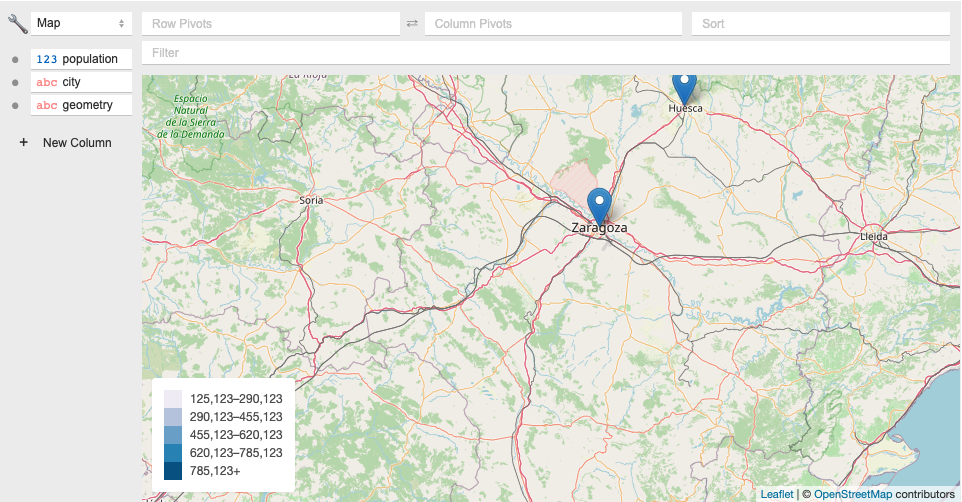 Map
Row Pivots
Column Pivots
Sort
Filter
123 population
abc city
abc geometry
+ New Column
La Rioja
Espacio
Natural
de la Sierra
de la Demanda
Huesca
Soria
Zaragoza
Lleida
125,123–290,123
290,123–455,123
455,123–620,123
620,123–785,123
785,123+
Leaflet | © OpenStreetMap contributors